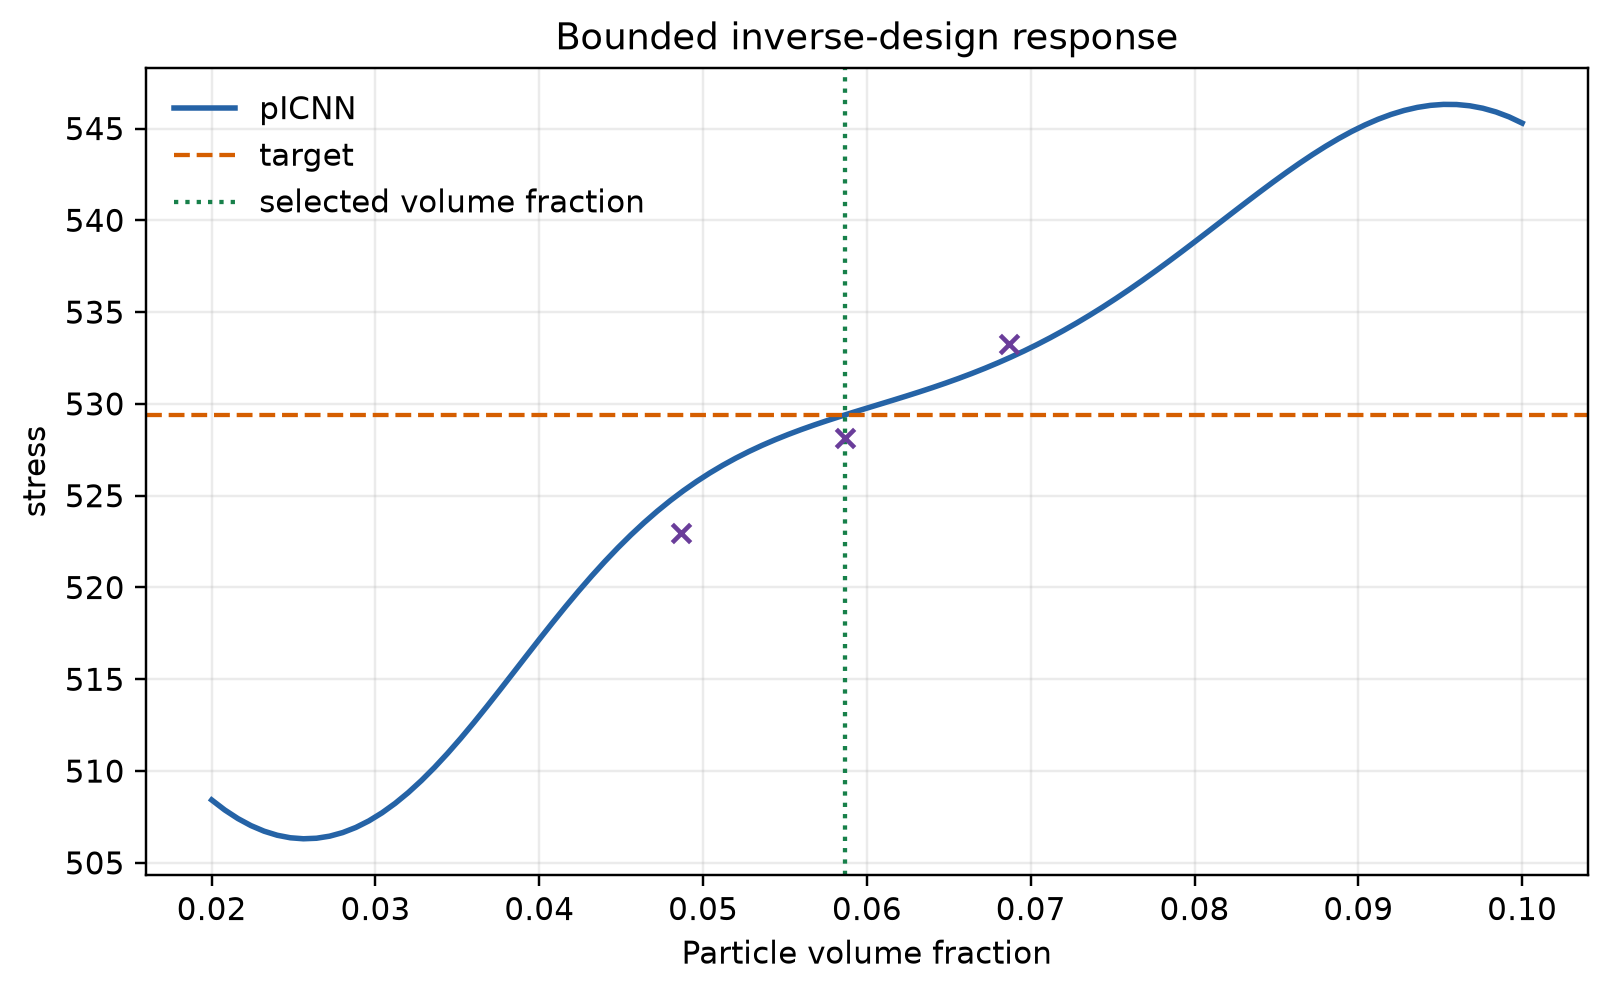 Bounded inverse-design response
pICNN
target
selected volume fraction
545
540
535
530
525
520
515
510
505
stress
0.02 0.03 0.04 0.05 0.06 0.07 0.08 0.09 0.10
Particle volume fraction